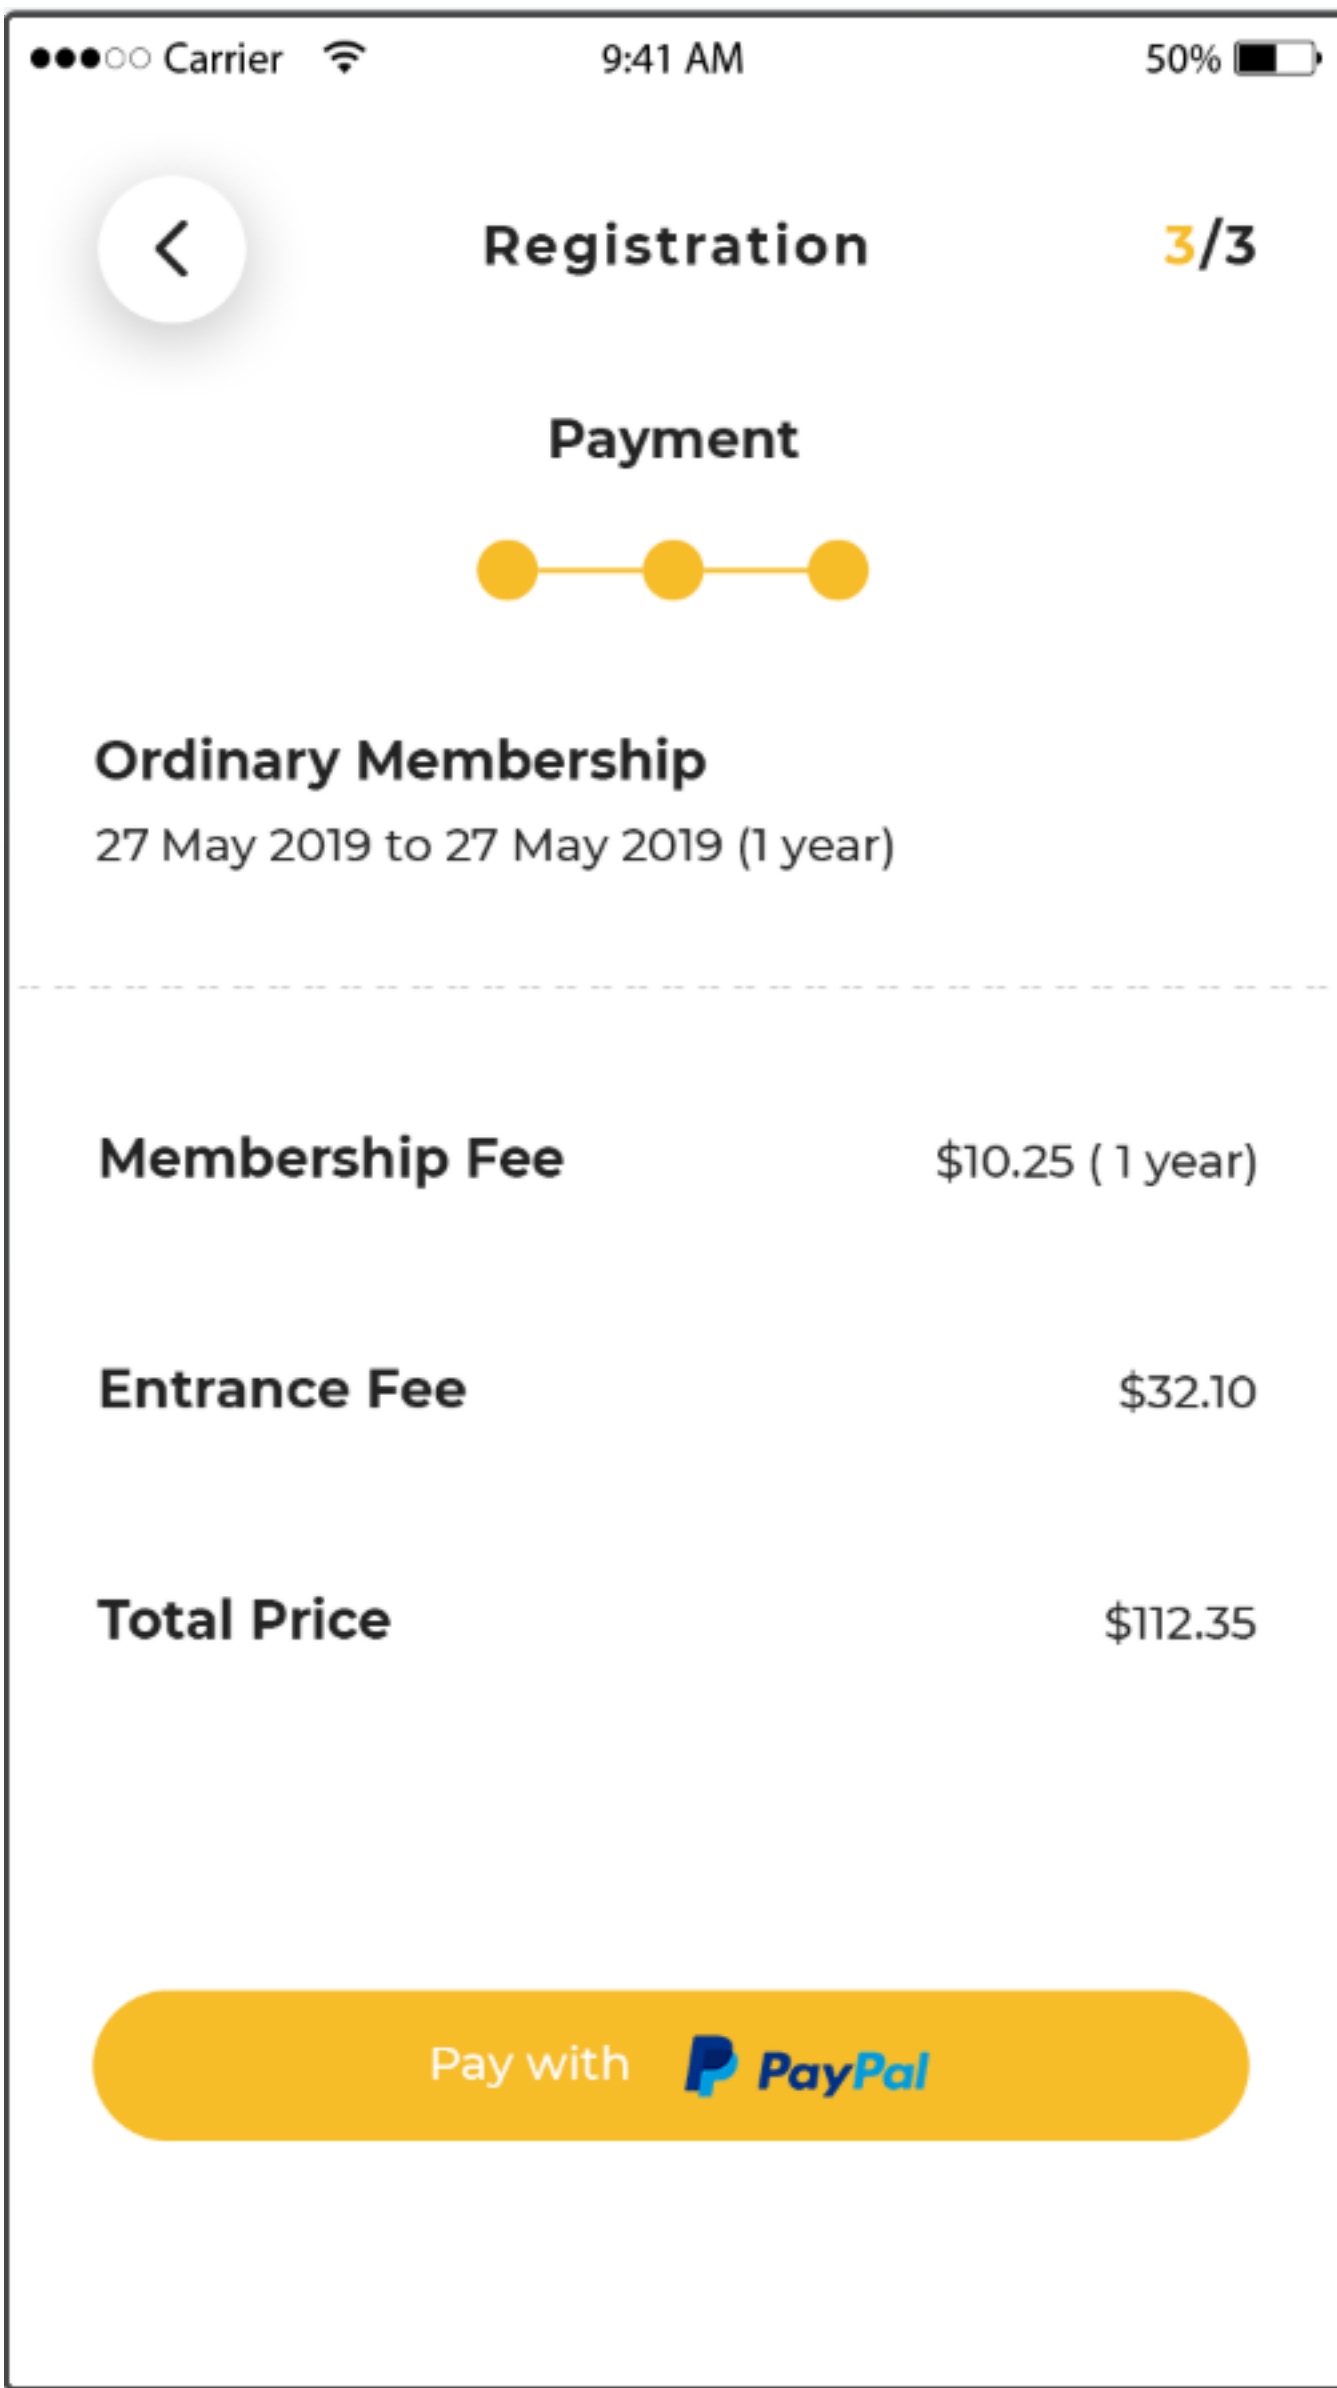 Carrier 9:41 AM 50%
Registration 3/3
Payment
Ordinary Membership
27 May 2019 to 27 May 2019 (1 year)
Membership Fee $10.25 ( 1 year)
Entrance Fee $32.10
Total Price $112.35
Pay with PayPal